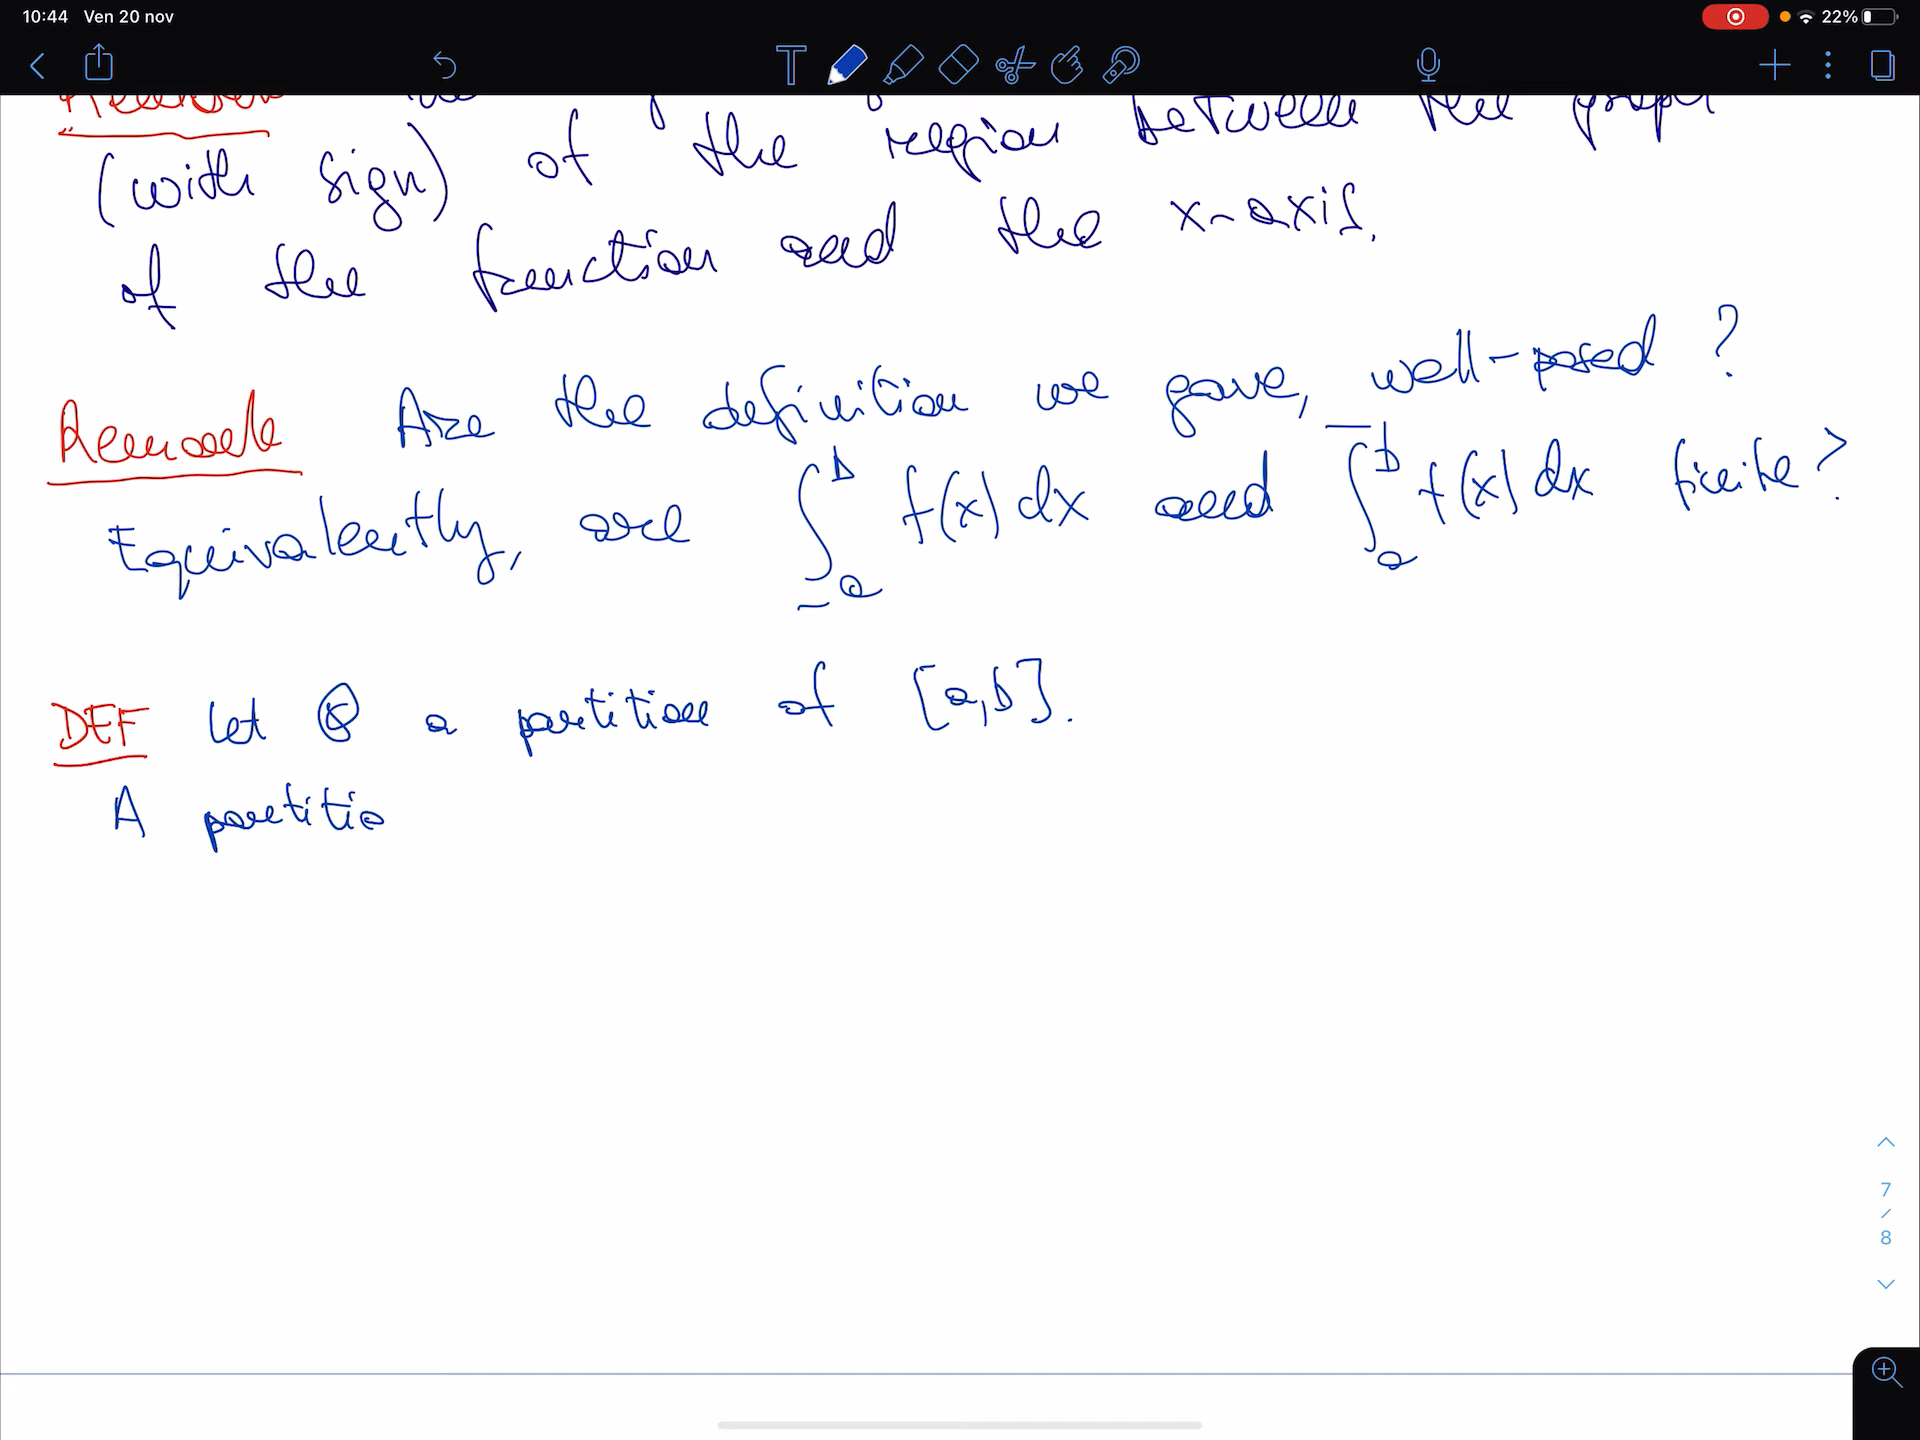 10:44 Ven 20 nov
22%
T
between the
(with sign) of the region
of the function and the x-axis.
Remark Are the definition we gave, well-posed ?
Equivalently, are ∫_a^b f(x) dx and ∫_a^b f(x) dx finite ?
DEF Let P a partition of [a,b].
A partitio
7
/
8